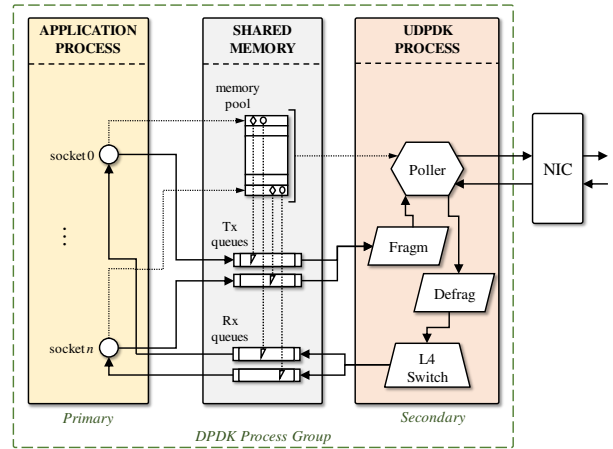 APPLICATION
PROCESS
SHARED
MEMORY
UDPDK
PROCESS
memory
pool
socket 0
Poller
NIC
Tx
queues
Fragm
...
Defrag
Rx
queues
socket n
L4
Switch
Primary
Secondary
DPDK Process Group